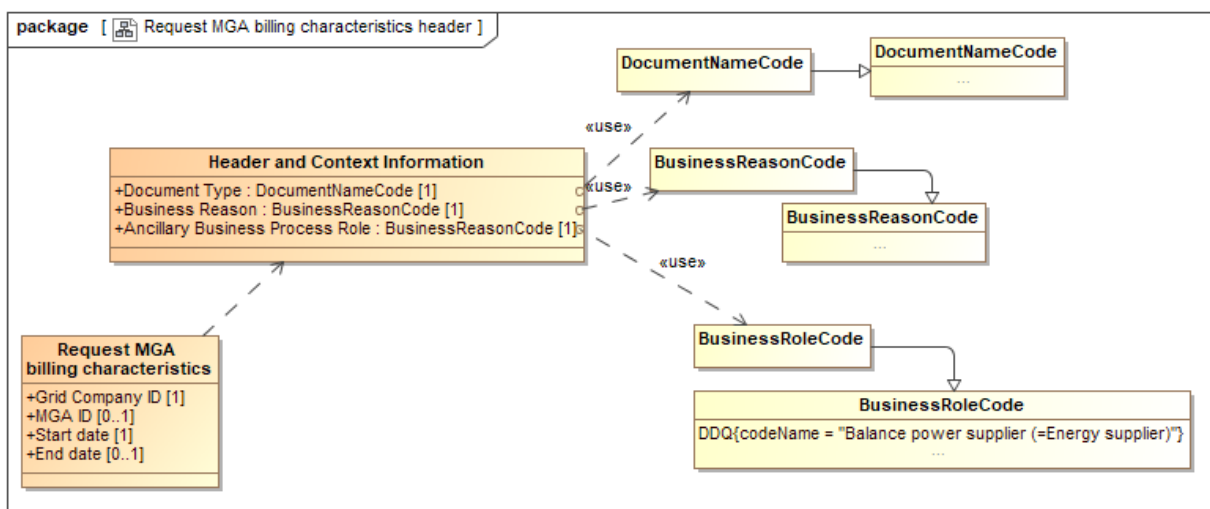 package [ Request MGA billing characteristics header ]
DocumentNameCode
DocumentNameCode
...
«use»
Header and Context Information
+Document Type : DocumentNameCode [1]
+Business Reason : BusinessReasonCode [1]
+Ancillary Business Process Role : BusinessReasonCode [1]
«use»
BusinessReasonCode
BusinessReasonCode
...
«use»
BusinessRoleCode
Request MGA
billing characteristics
+Grid Company ID [1]
+MGA ID [0..1]
+Start date [1]
+End date [0..1]
BusinessRoleCode
DDQ{codeName = "Balance power supplier (=Energy supplier)"}
...